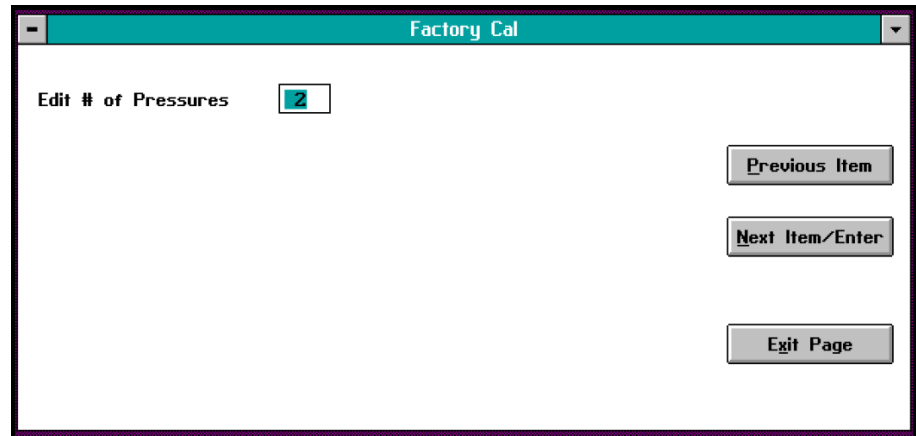 Factory Cal
Edit # of Pressures 2
Previous Item
Next Item/Enter
Exit Page